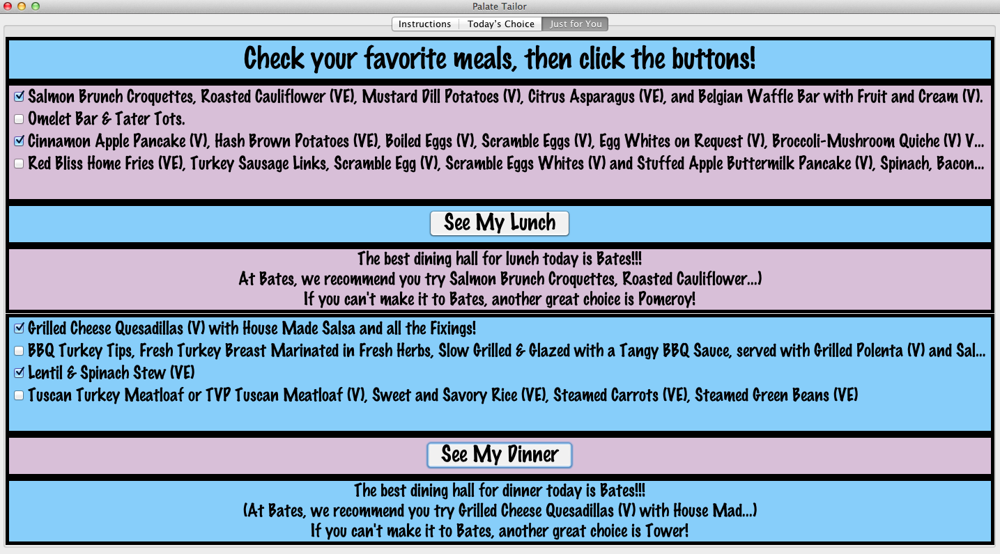 Palate Tailor
Instructions Today's Choice Just for You
Check your favorite meals, then click the buttons!
Salmon Brunch Croquettes, Roasted Cauliflower (VE), Mustard Dill Potatoes (V), Citrus Asparagus (VE), and Belgian Waffle Bar with Fruit and Cream (V).
Omelet Bar & Tater Tots.
Cinnamon Apple Pancake (V), Hash Brown Potatoes (VE), Boiled Eggs (V), Scramble Eggs (V), Egg Whites on Request (V), Broccoli-Mushroom Quiche (V) V...
Red Bliss Home Fries (VE), Turkey Sausage Links, Scramble Egg (V), Scramble Eggs Whites (V) and Stuffed Apple Buttermilk Pancake (V), Spinach, Bacon...
See My Lunch
The best dining hall for lunch today is Bates!!!
At Bates, we recommend you try Salmon Brunch Croquettes, Roasted Cauliflower...)
If you can't make it to Bates, another great choice is Pomeroy!
Grilled Cheese Quesadillas (V) with House Made Salsa and all the Fixings!
BBQ Turkey Tips, Fresh Turkey Breast Marinated in Fresh Herbs, Slow Grilled & Glazed with a Tangy BBQ Sauce, served with Grilled Polenta (V) and Sal...
Lentil & Spinach Stew (VE)
Tuscan Turkey Meatloaf or TVP Tuscan Meatloaf (V), Sweet and Savory Rice (VE), Steamed Carrots (VE), Steamed Green Beans (VE)
See My Dinner
The best dining hall for dinner today is Bates!!!
(At Bates, we recommend you try Grilled Cheese Quesadillas (V) with House Mad...)
If you can't make it to Bates, another great choice is Tower!